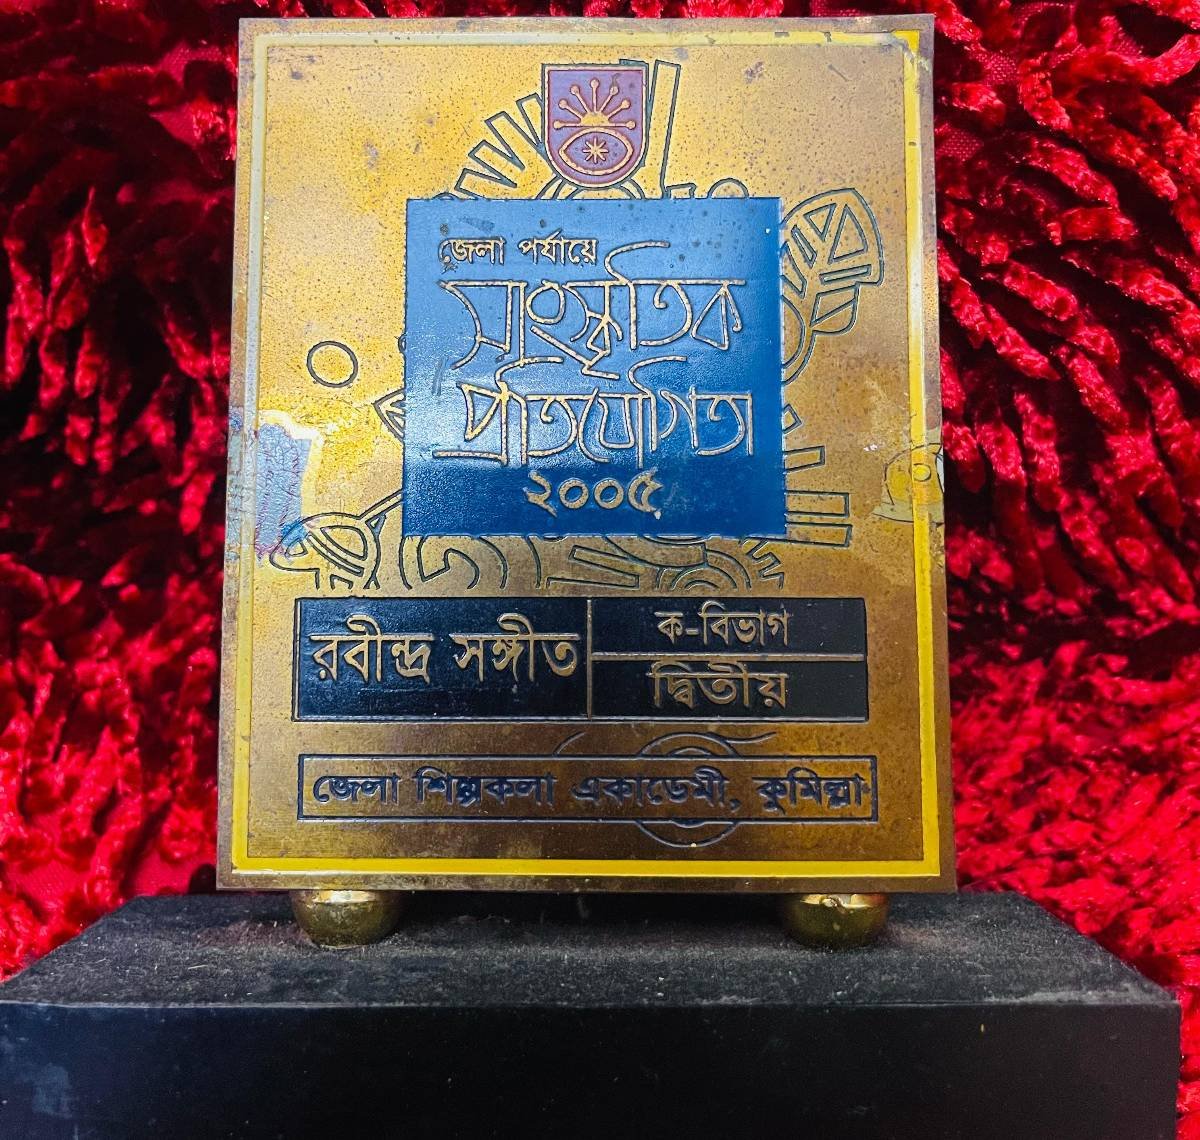 জেলা পর্যায়ে
সাংস্কৃতিক
প্রতিযোগিতা
২০০৫
রবীন্দ্র সঙ্গীত
ক-বিভাগ
দ্বিতীয়
জেলা শিল্পকলা একাডেমী, কুমিল্লা